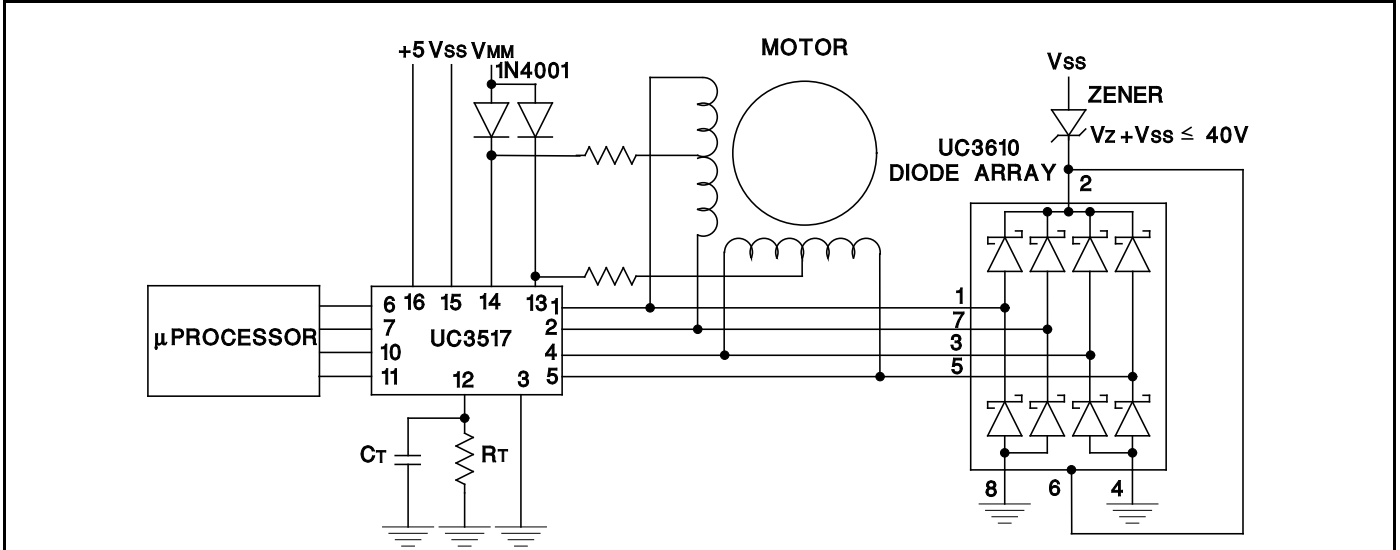 MOTOR
+5 VSS VMM
1N4001
VSS
ZENER
VZ +VSS ≤ 40V
UC3610
DIODE ARRAY
2
μPROCESSOR
6 16 15 14 13 1
7 UC3517 2
10 4
11 12 3 5
1
7
3
5
CT
RT
8 6 4